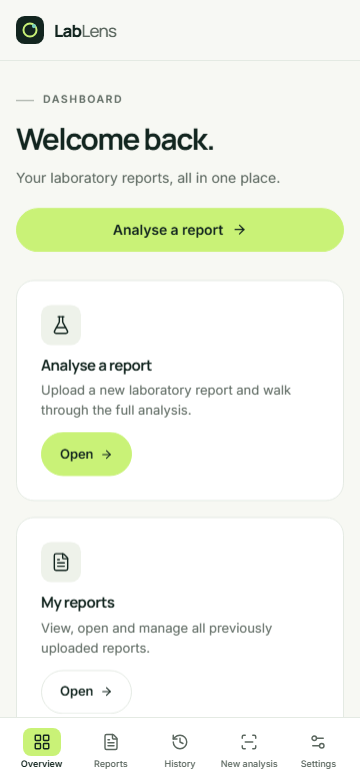 LabLens
DASHBOARD
Welcome back.
Your laboratory reports, all in one place.
Analyse a report →
Analyse a report
Upload a new laboratory report and walk
through the full analysis.
Open →
My reports
View, open and manage all previously
uploaded reports.
Open →
Overview
Reports
History
New analysis
Settings